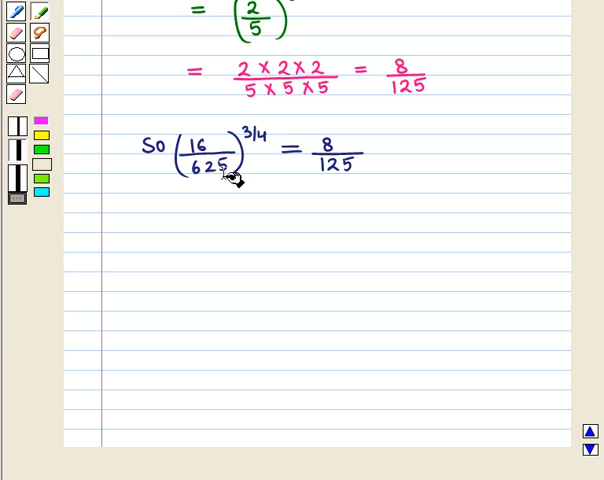 = (2/5)
= 2 × 2 × 2 / 5 × 5 × 5 = 8/125
So (16/625)^3/4 = 8/125